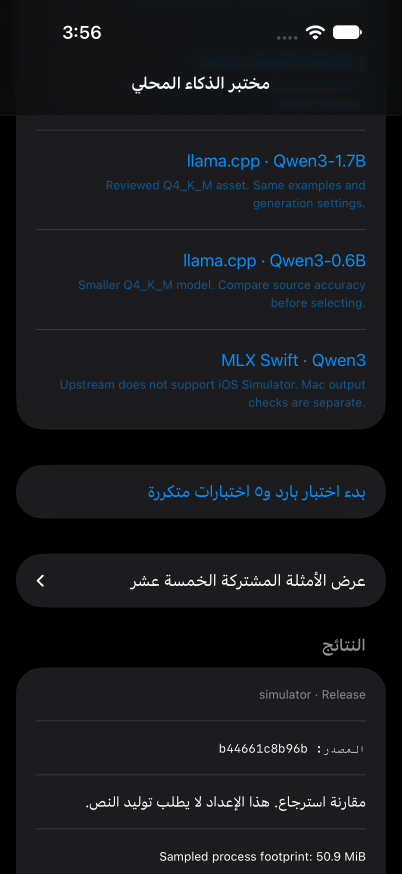 3:56
مختبر الذكاء المحلي
llama.cpp · Qwen3-1.7B
Reviewed Q4_K_M asset. Same examples and
generation settings.
llama.cpp · Qwen3-0.6B
Smaller Q4_K_M model. Compare source accuracy
before selecting.
MLX Swift · Qwen3
Upstream does not support iOS Simulator. Mac output
checks are separate.
بدء اختبار بارد و٥ اختبارات متكررة
عرض الأمثلة المشتركة الخمسة عشر
النتائج
simulator · Release
المصدر: b44661c8b96b
مقارنة استرجاع. هذا الإعداد لا يطلب توليد النص.
Sampled process footprint: 50.9 MiB